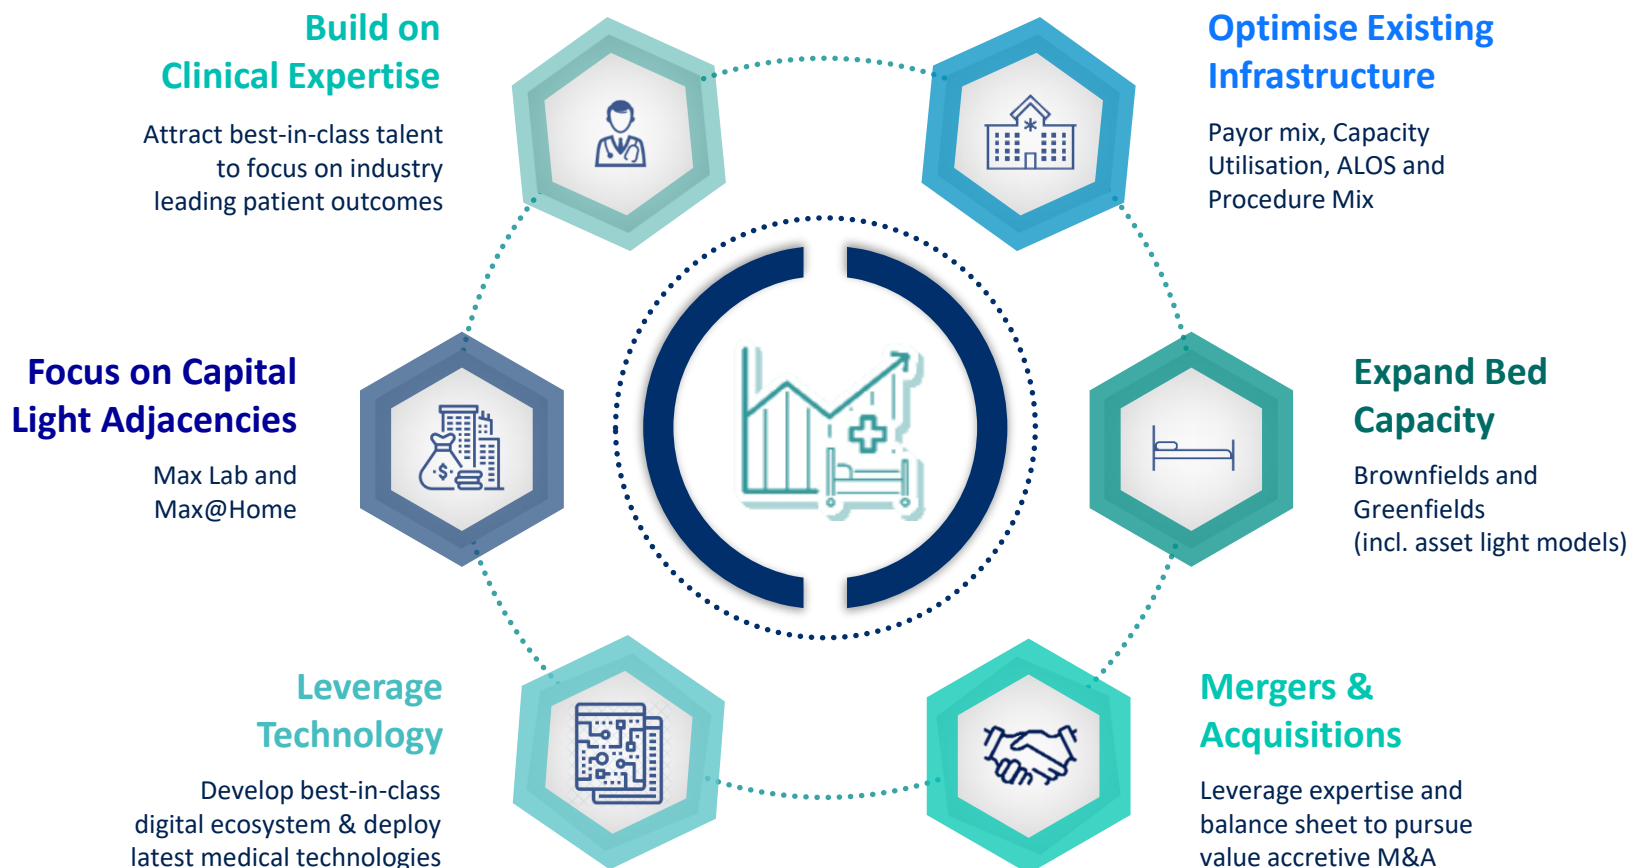 Build on
Clinical Expertise
Attract best-in-class talent
to focus on industry
leading patient outcomes
Optimise Existing
Infrastructure
Payor mix, Capacity
Utilisation, ALOS and
Procedure Mix
Focus on Capital
Light Adjacencies
Max Lab and
Max@Home
$
Expand Bed
Capacity
Brownfields and
Greenfields
(incl. asset light models)
Leverage
Technology
Develop best-in-class
digital ecosystem & deploy
latest medical technologies
Mergers &
Acquisitions
Leverage expertise and
balance sheet to pursue
value accretive M&A